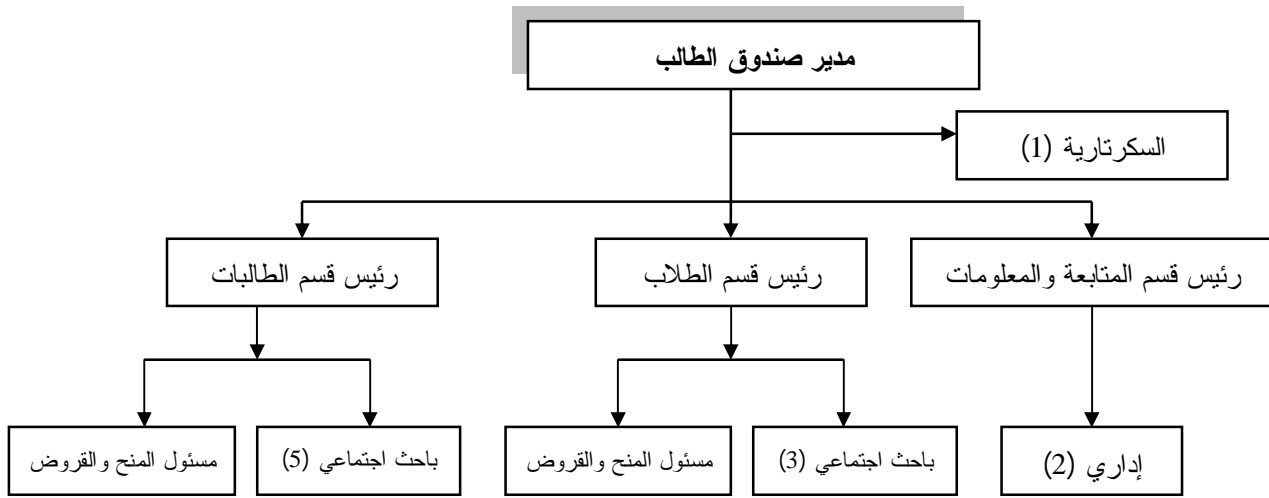 مدير صندوق الطالب
السكرتارية (1)
رئيس قسم المتابعة والمعلومات
رئيس قسم الطلاب
رئيس قسم الطالبات
إداري (2)
باحث اجتماعي (3)
مسئول المنح والقروض
باحث اجتماعي (5)
مسئول المنح والقروض